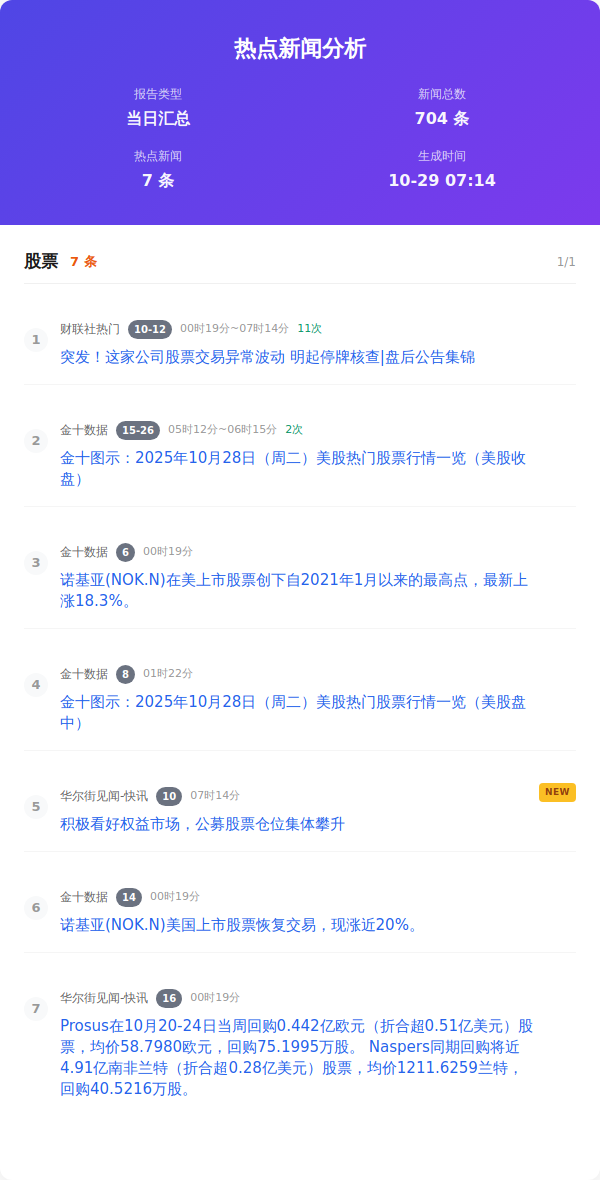 热点新闻分析
报告类型
新闻总数
当日汇总
704 条
热点新闻
生成时间
7 条
10-29 07:14
股票 7 条 1/1
1
财联社热门 10-12 00时19分~07时14分 11次
突发！这家公司股票交易异常波动 明起停牌核查|盘后公告集锦
2
金十数据 15-26 05时12分~06时15分 2次
金十图示：2025年10月28日（周二）美股热门股票行情一览（美股收
盘）
3
金十数据 6 00时19分
诺基亚(NOK.N)在美上市股票创下自2021年1月以来的最高点，最新上
涨18.3%。
4
金十数据 8 01时22分
金十图示：2025年10月28日（周二）美股热门股票行情一览（美股盘
中）
5
华尔街见闻-快讯 10 07时14分 NEW
积极看好权益市场，公募股票仓位集体攀升
6
金十数据 14 00时19分
诺基亚(NOK.N)美国上市股票恢复交易，现涨近20%。
7
华尔街见闻-快讯 16 00时19分
Prosus在10月20-24日当周回购0.442亿欧元（折合超0.51亿美元）股
票，均价58.7980欧元，回购75.1995万股。 Naspers同期回购将近
4.91亿南非兰特（折合超0.28亿美元）股票，均价1211.6259兰特，
回购40.5216万股。